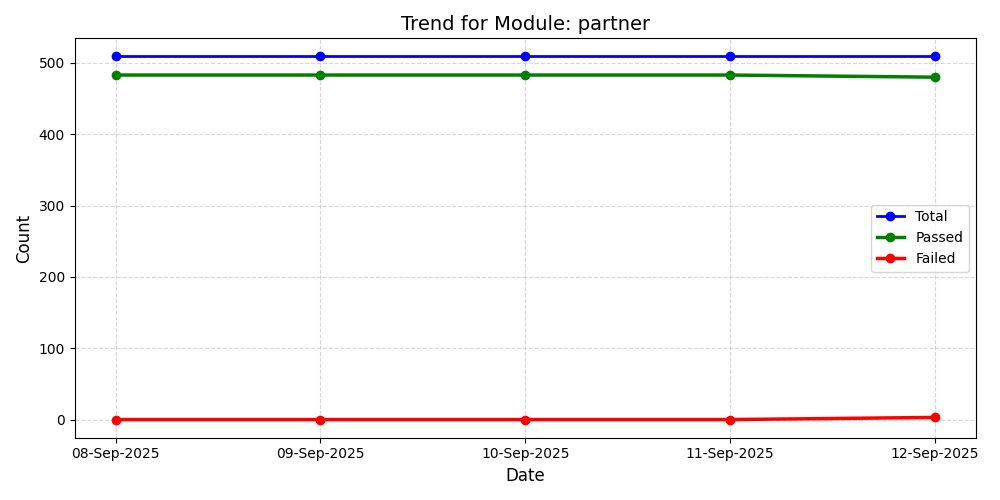 Trend for Module: partner
500
400
300
200
100
0
Count
Total
Passed
Failed
08-Sep-2025
09-Sep-2025
10-Sep-2025
11-Sep-2025
12-Sep-2025
Date